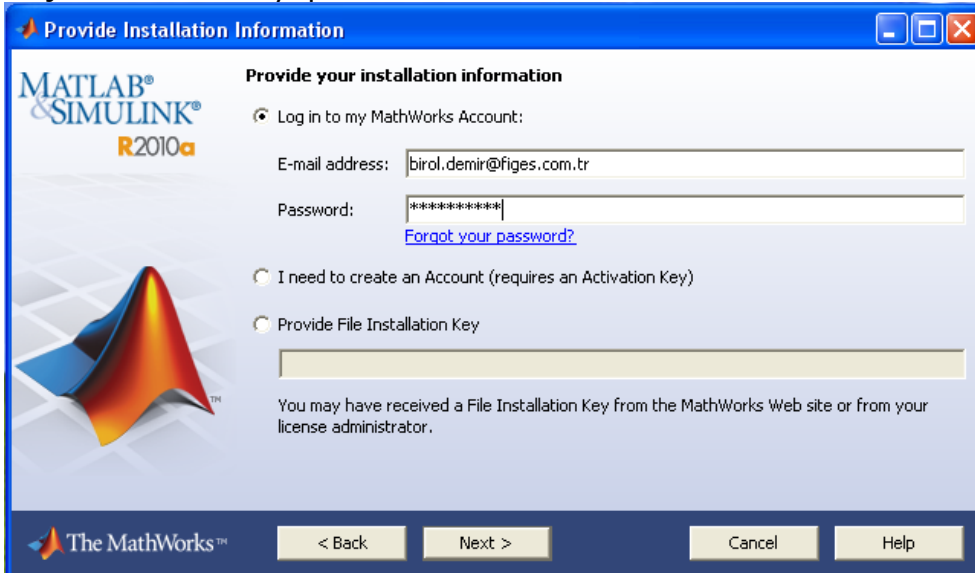 Provide Installation Information
MATLAB®
&SIMULINK®
R2010a
Provide your installation information
Log in to my MathWorks Account:
E-mail address: birol.demir@figes.com.tr
Password: **********
Forgot your password?
I need to create an Account (requires an Activation Key)
Provide File Installation Key
You may have received a File Installation Key from the MathWorks Web site or from your
license administrator.
TM
The MathWorks™
< Back
Next >
Cancel
Help